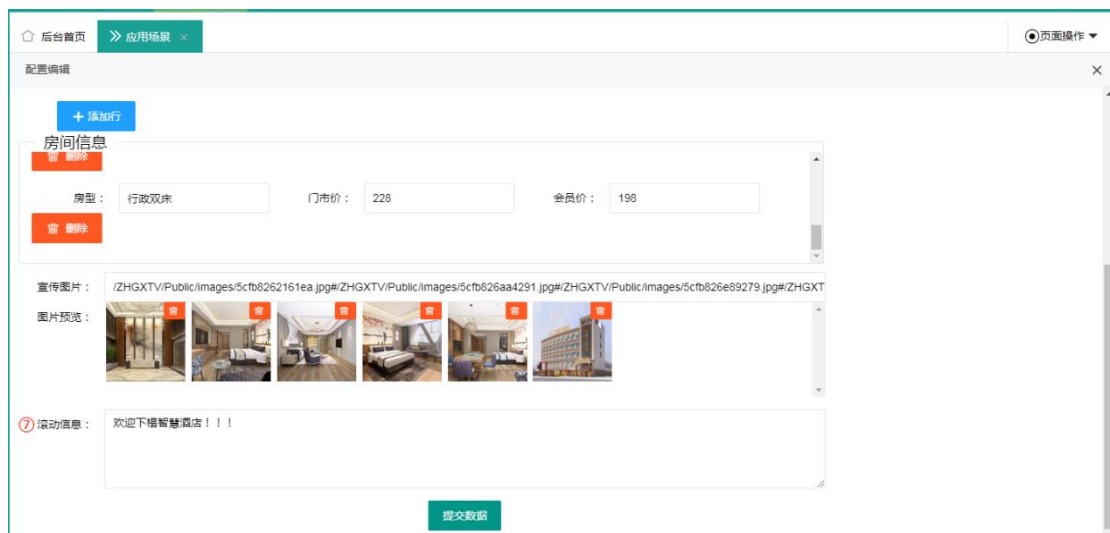 后台首页
应用场景 ×
页面操作
配置编辑
×
+ 添加行
房间信息
删除
房型： 行政双床 门市价： 228 会员价： 198
删除
宣传图片： /ZHGXTV/Public/images/5cfb8262161ea.jpg#/ZHGXTV/Public/images/5cfb826aa4291.jpg#/ZHGXTV/Public/images/5cfb826e89279.jpg#/ZHGXT
图片预览：
⑦ 滚动信息： 欢迎下榻智慧酒店！！！
提交数据